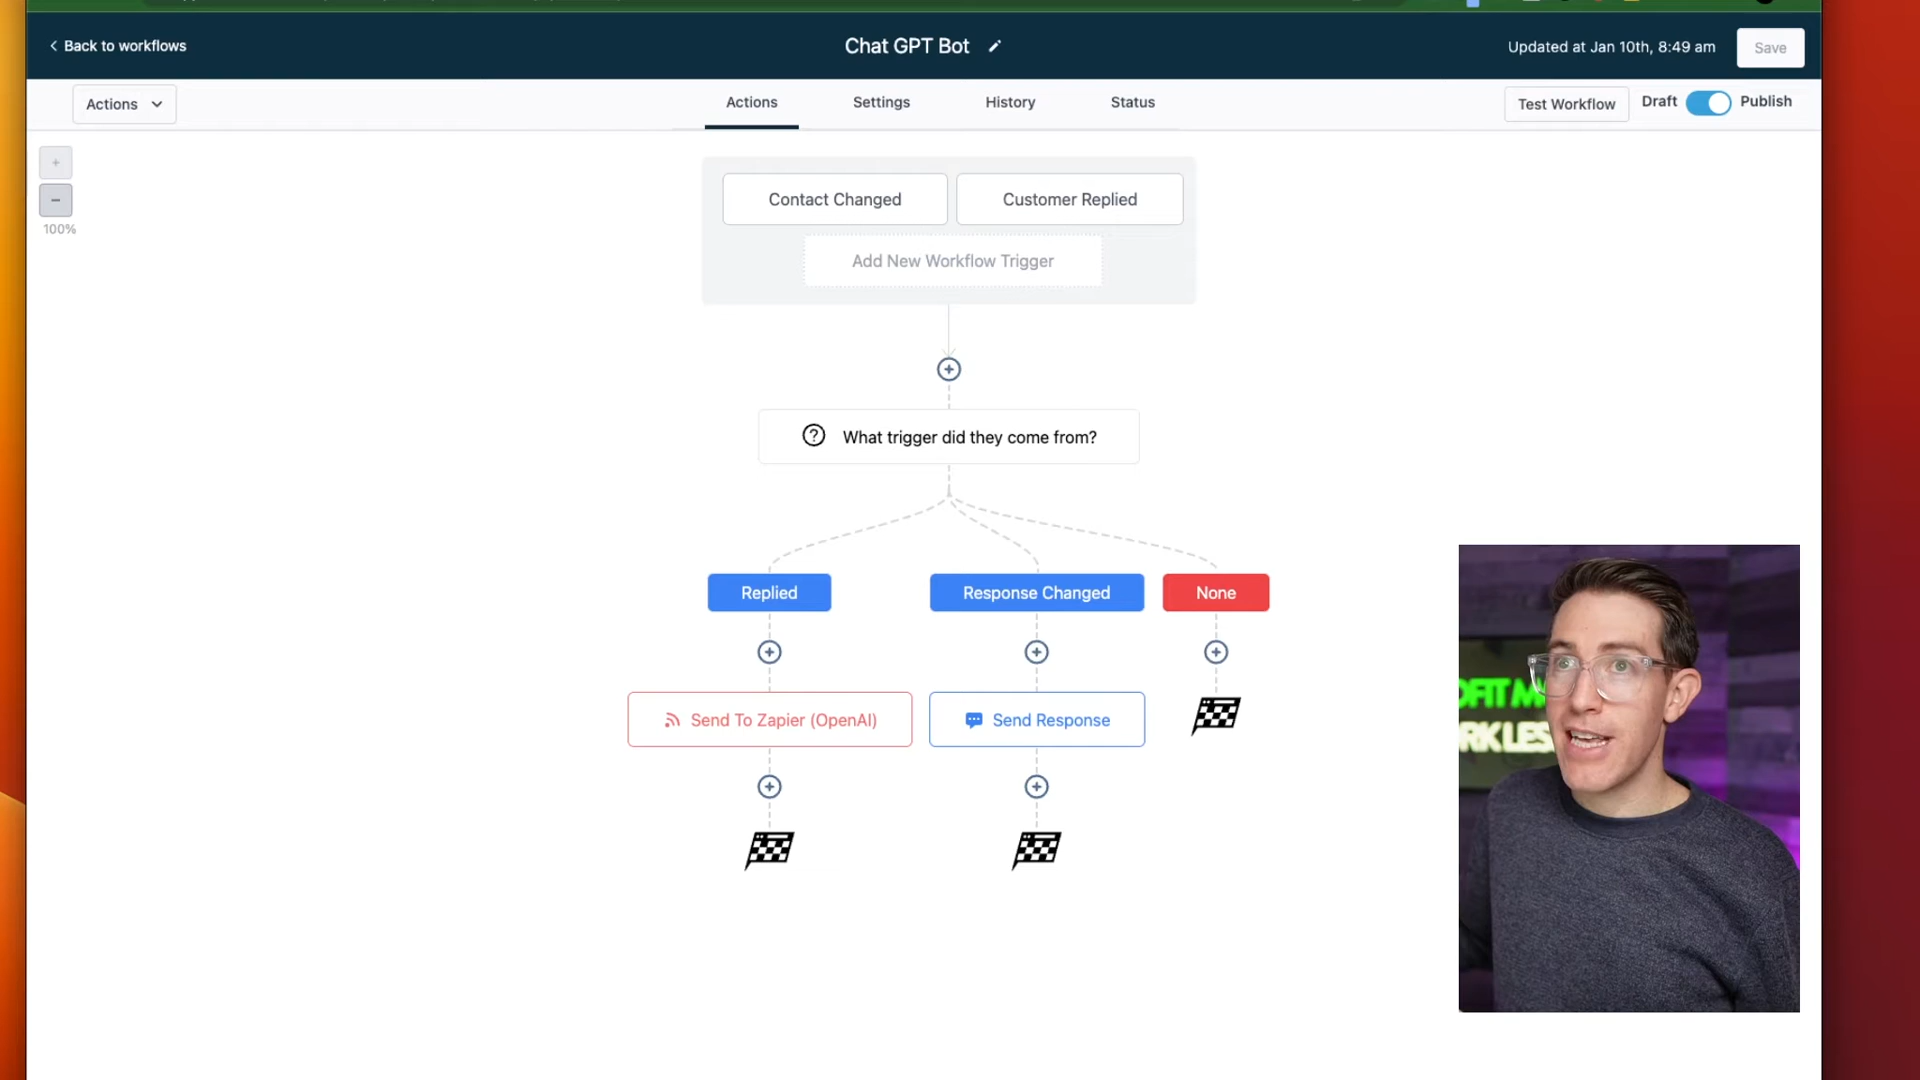 Back to workflows
Chat GPT Bot
Updated at Jan 10th, 8:49 am
Save
Actions
Actions
Settings
History
Status
Test Workflow
Draft
Publish
+
−
100%
Contact Changed
Customer Replied
Add New Workflow Trigger
What trigger did they come from?
Replied
Response Changed
None
Send To Zapier (OpenAI)
Send Response